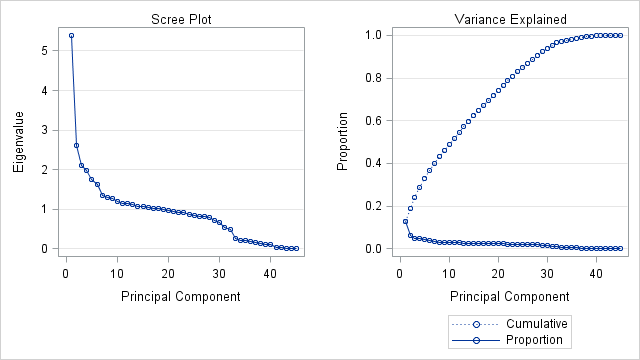 Scree Plot
Eigenvalue
5
4
3
2
1
0
0 10 20 30 40
Principal Component
Variance Explained
Proportion
1.0
0.8
0.6
0.4
0.2
0.0
0 10 20 30 40
Principal Component
Cumulative
Proportion